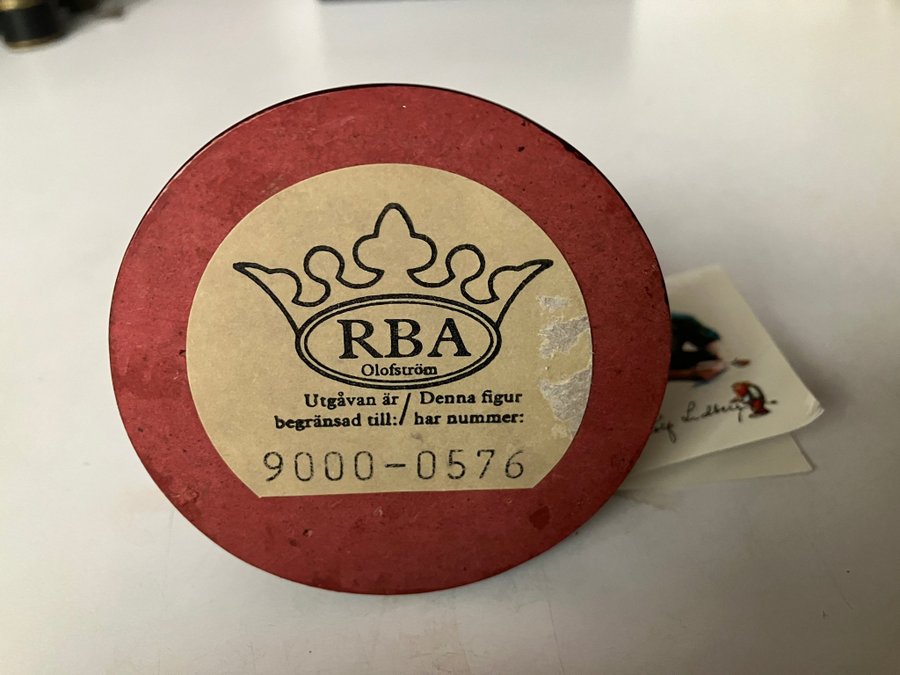 RBA
Olofström
Utgåvan är / Denna figur
begränsad till: / har nummer:
9000-0576